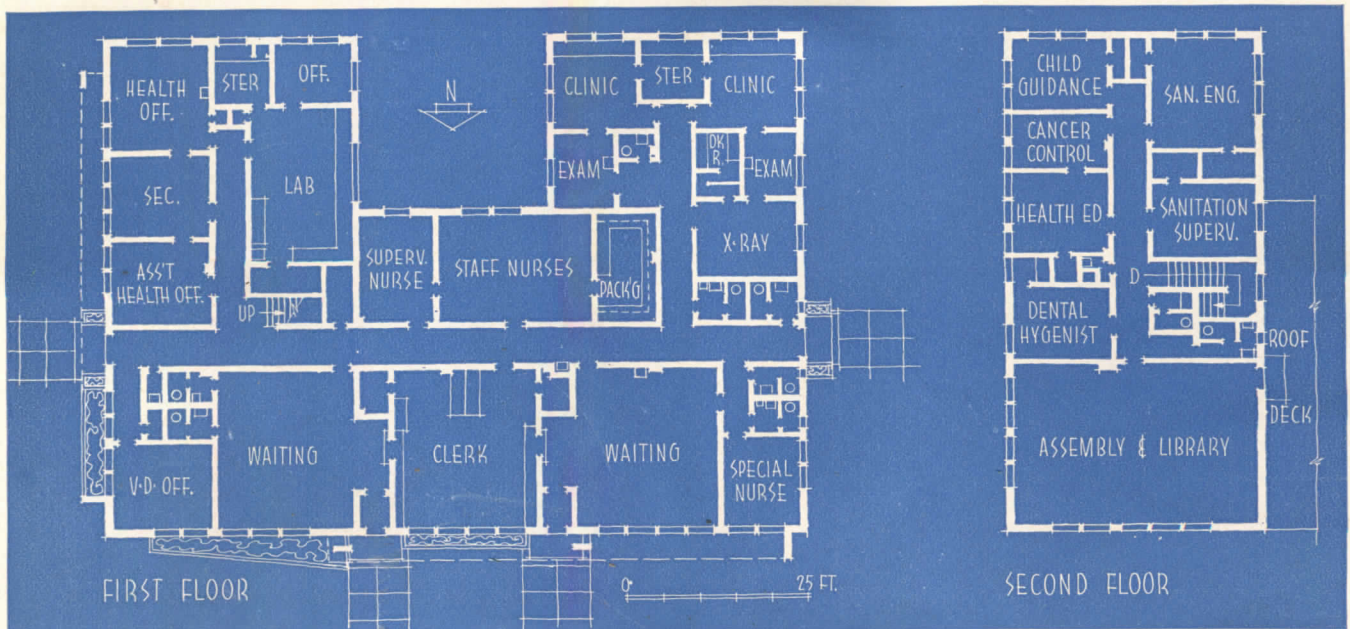 HEALTH
OFF.
STER
OFF.
SEC.
LAB
ASS'T
HEALTH OFF.
UP
N
CLINIC
STER
CLINIC
EXAM
DK
R.
EXAM
X·RAY
SUPERV.
NURSE
STAFF NURSES
PACK'G
V·D· OFF.
WAITING
CLERK
WAITING
SPECIAL
NURSE
FIRST FLOOR
0'
25 FT.
CHILD
GUIDANCE
SAN. ENG.
CANCER
CONTROL
HEALTH ED
SANITATION
SUPERV.
D
DENTAL
HYGENIST
ROOF
DECK
ASSEMBLY & LIBRARY
SECOND FLOOR